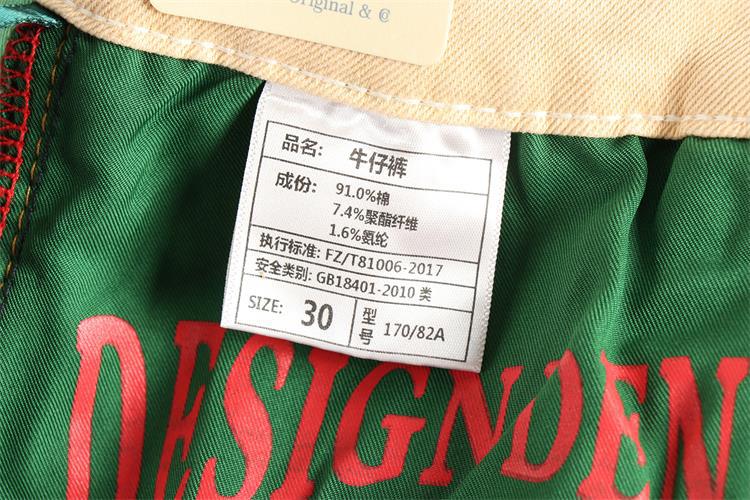 Original & Co
品名: 牛仔裤
成份: 91.0%棉
7.4%聚酯纤维
1.6%氨纶
执行标准: FZ/T81006-2017
安全类别: GB18401-2010 类
SIZE: 30 型号 170/82A
DESIGNDEN